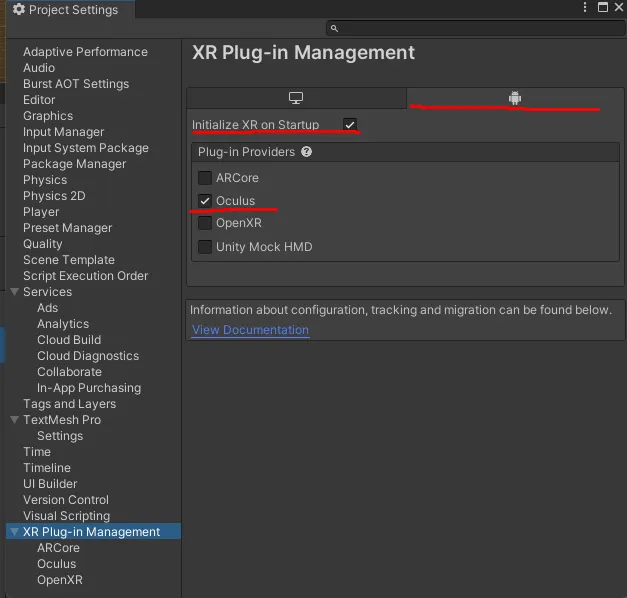 Project Settings
Adaptive Performance
Audio
Burst AOT Settings
Editor
Graphics
Input Manager
Input System Package
Package Manager
Physics
Physics 2D
Player
Preset Manager
Quality
Scene Template
Script Execution Order
Services
Ads
Analytics
Cloud Build
Cloud Diagnostics
Collaborate
In-App Purchasing
Tags and Layers
TextMesh Pro
Settings
Time
Timeline
UI Builder
Version Control
Visual Scripting
XR Plug-in Management
ARCore
Oculus
OpenXR
XR Plug-in Management
Initialize XR on Startup
Plug-in Providers
ARCore
Oculus
OpenXR
Unity Mock HMD
Information about configuration, tracking and migration can be found below.
View Documentation